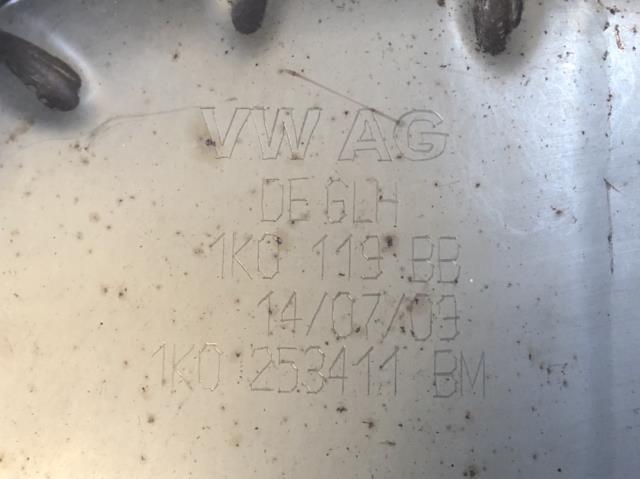 VW AG
DE GLH
1K0 119 BB
14/07/09
1K0 253411 BM